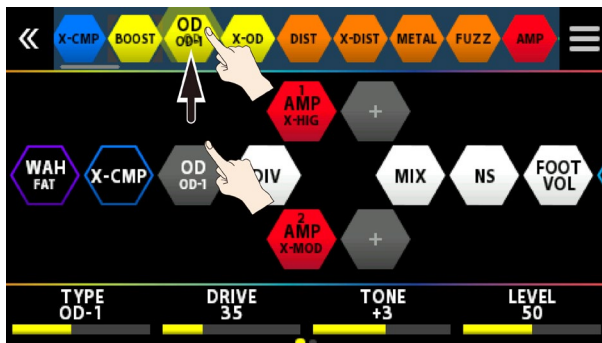 «
X-CMP
BOOST
OD
OD-1
X-OD
DIST
X-DIST
METAL
FUZZ
AMP
1
AMP
X-HIG
+
WAH
FAT
X-CMP
OD
OD-1
DIV
MIX
NS
FOOT
VOL
2
AMP
X-MOD
+
TYPE
OD-1
DRIVE
35
TONE
+3
LEVEL
50